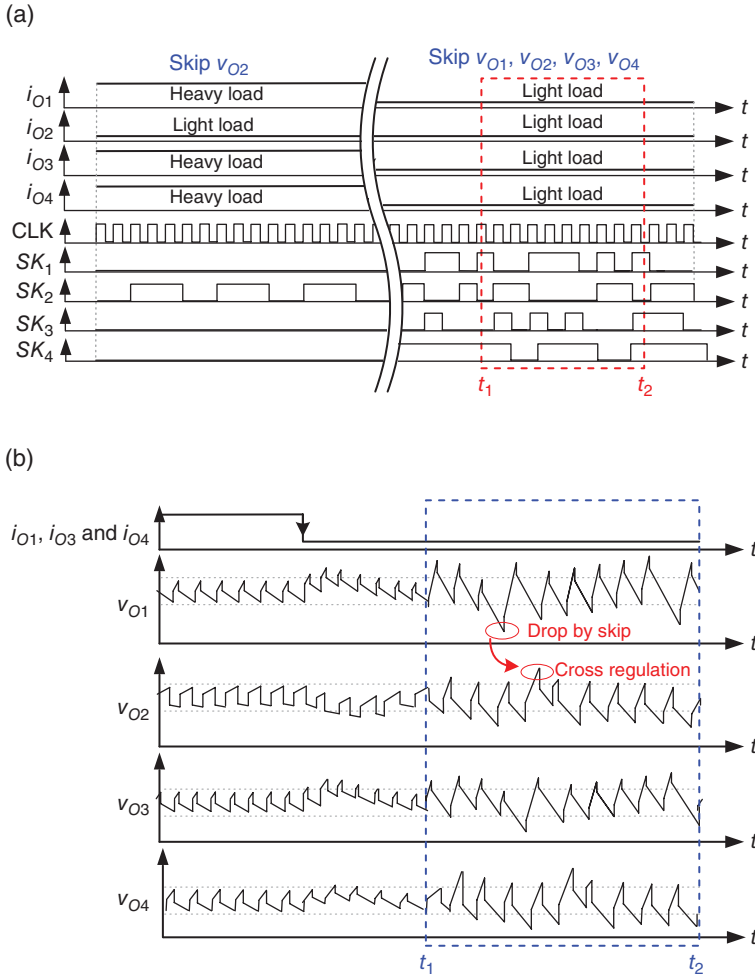 (a)
Skip vO2
Skip vO1, vO2, vO3, vO4
iO1
Heavy load
Light load
t
iO2
Light load
Light load
t
iO3
Heavy load
Light load
t
iO4
Heavy load
Light load
t
CLK
t
SK1
t
SK2
t
SK3
t
SK4
t
t1
t2
(b)
iO1, iO3 and iO4
t
vO1
Drop by skip
t
Cross regulation
vO2
t
vO3
t
vO4
t
t1
t2